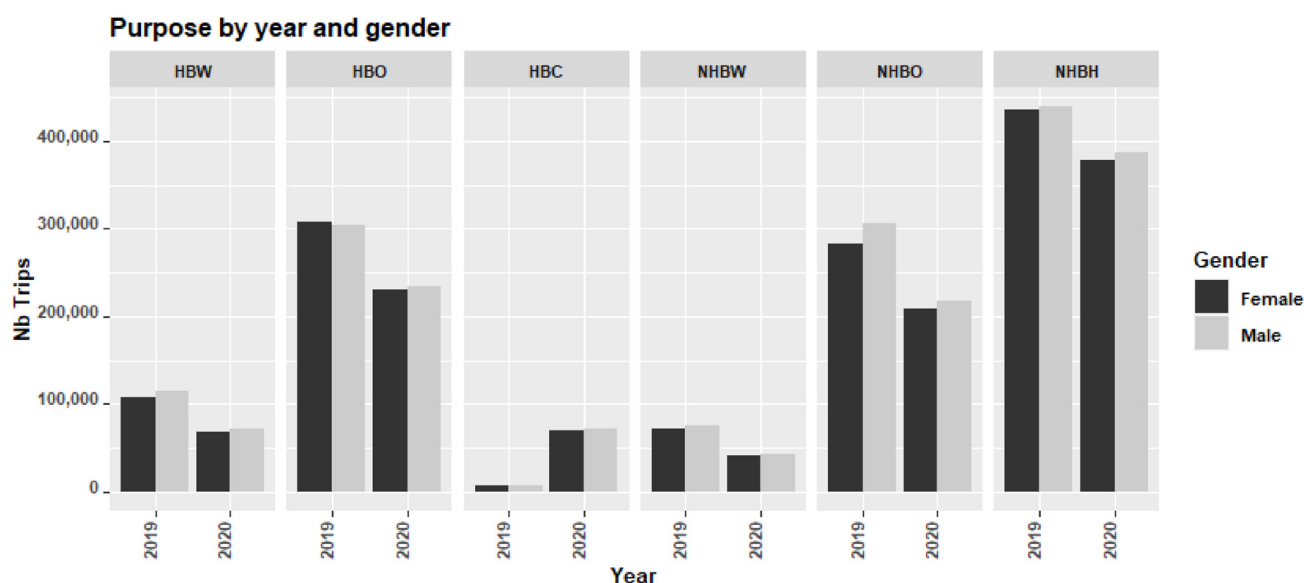 Purpose by year and gender
HBW HBO HBC NHBW NHBO NHBH
400,000
300,000
200,000
100,000
0
Nb Trips
2019 2020 2019 2020 2019 2020 2019 2020 2019 2020 2019 2020
Year
Gender
Female
Male